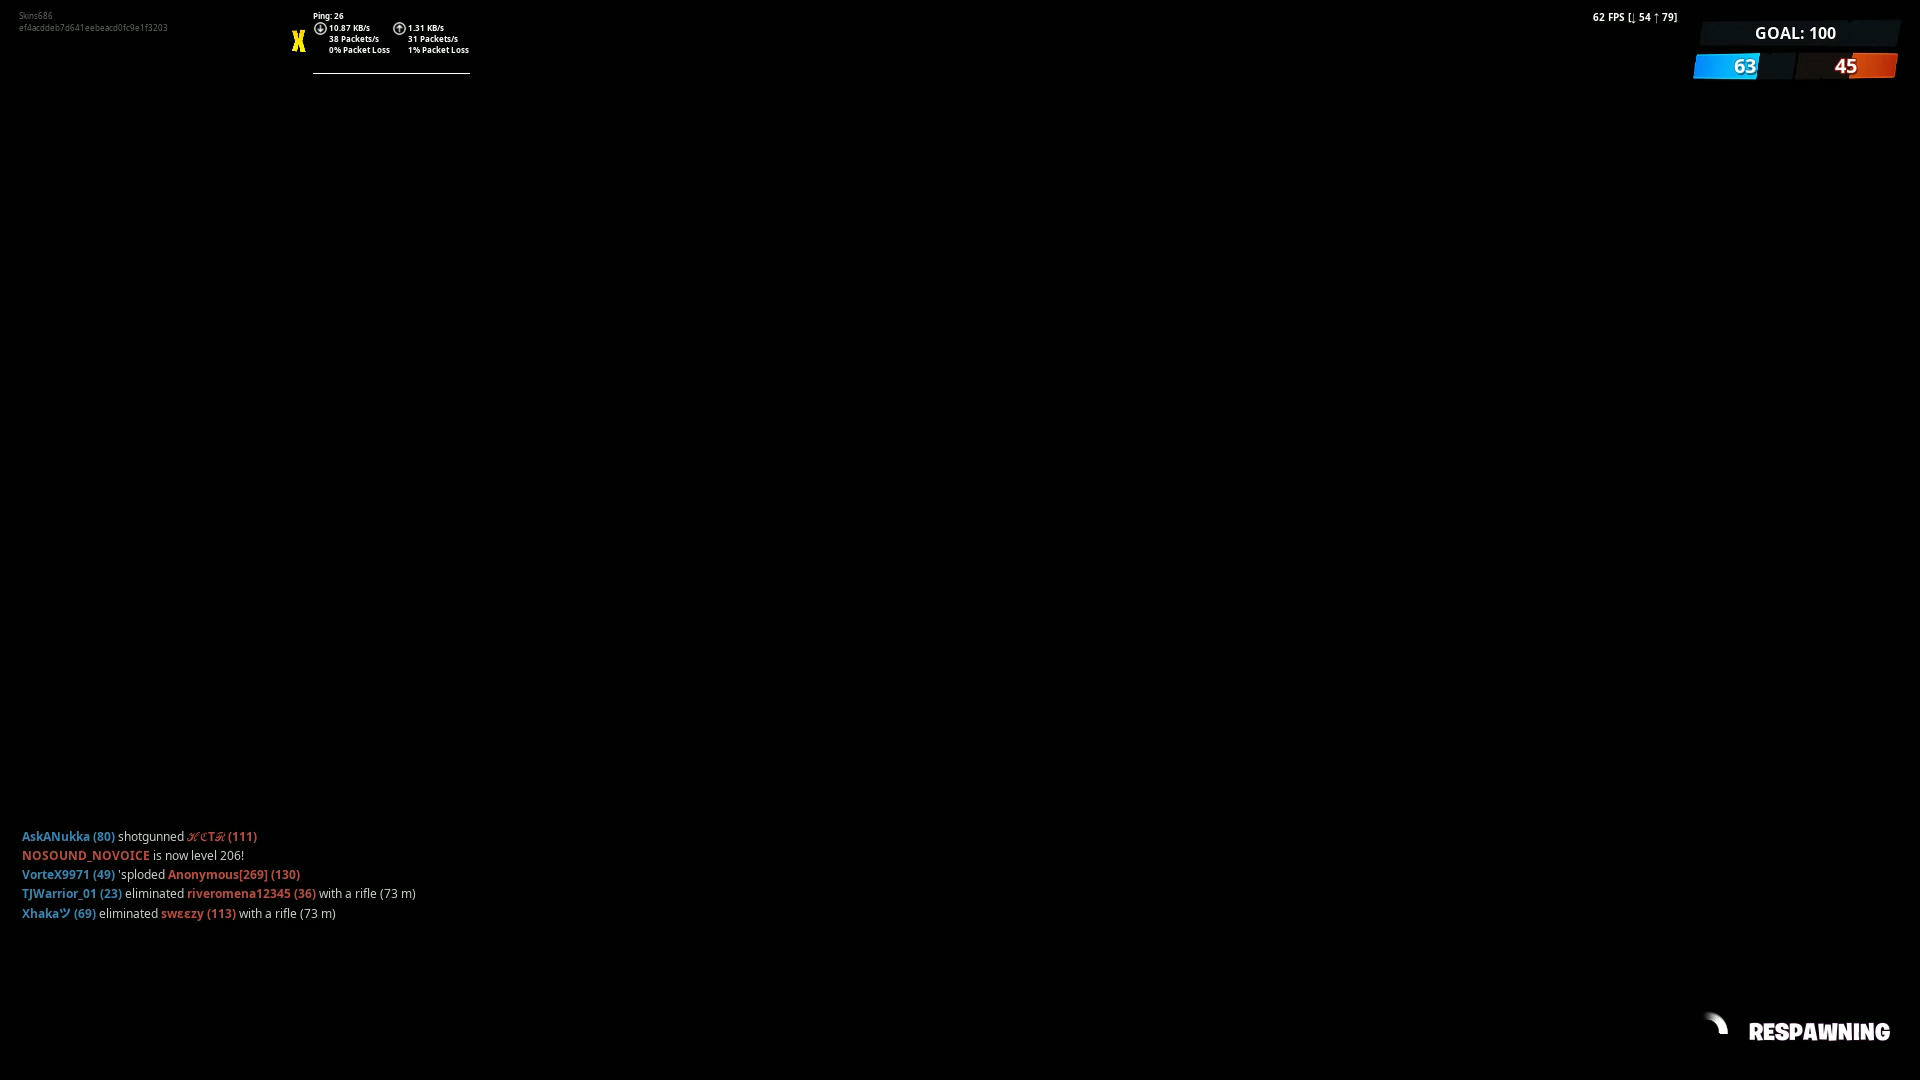 Skins686
ef4acddeb7d641eebeacd0fc9e1f3203
Ping: 26
10.87 KB/s 1.31 KB/s
38 Packets/s 31 Packets/s
0% Packet Loss 1% Packet Loss
X
62 FPS [↓ 54 ↑ 79]
GOAL: 100
63 45
AskANukka (80) shotgunned ℋℭTℛ (111)
NOSOUND_NOVOICE is now level 206!
VorteX9971 (49) 'sploded Anonymous[269] (130)
TJWarrior_01 (23) eliminated riveromena12345 (36) with a rifle (73 m)
Xhakaツ (69) eliminated swεεzy (113) with a rifle (73 m)
RESPAWNING